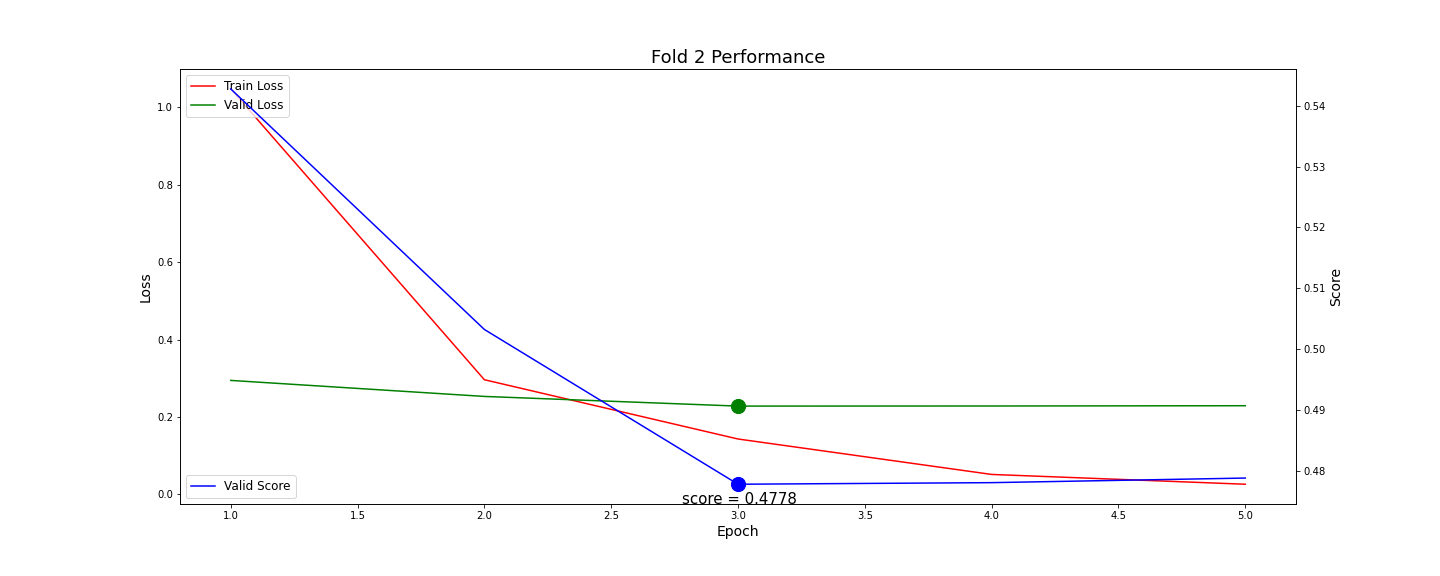 Fold 2 Performance
Train Loss
Valid Loss
Valid Score
score = 0.4778
Loss
1.0
0.8
0.6
0.4
0.2
0.0
Score
0.54
0.53
0.52
0.51
0.50
0.49
0.48
1.0 1.5 2.0 2.5 3.0 3.5 4.0 4.5 5.0
Epoch